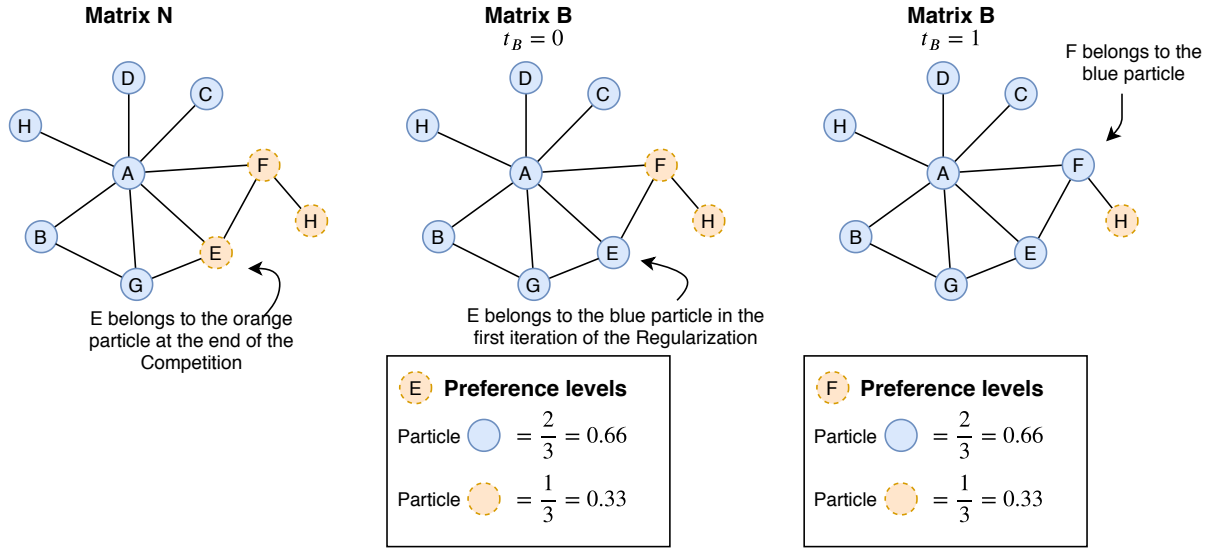 Matrix N
Matrix B
t_B = 0
Matrix B
t_B = 1
F belongs to the
blue particle
D
C
H
A
F
H
B
E
G
D
C
H
A
F
H
B
E
G
D
C
H
A
F
H
B
E
G
E belongs to the orange
particle at the end of the
Competition
E belongs to the blue particle in the
first iteration of the Regularization
E Preference levels
Particle = 2/3 = 0.66
Particle = 1/3 = 0.33
F Preference levels
Particle = 2/3 = 0.66
Particle = 1/3 = 0.33